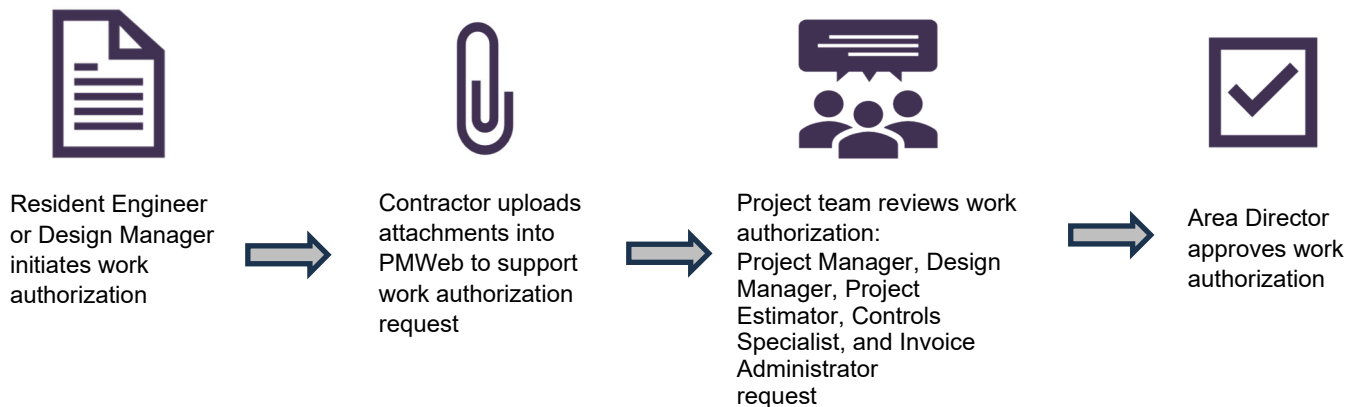 Resident Engineer
or Design Manager
initiates work
authorization
Contractor uploads
attachments into
PMWeb to support
work authorization
request
Project team reviews work
authorization:
Project Manager, Design
Manager, Project
Estimator, Controls
Specialist, and Invoice
Administrator
request
Area Director
approves work
authorization